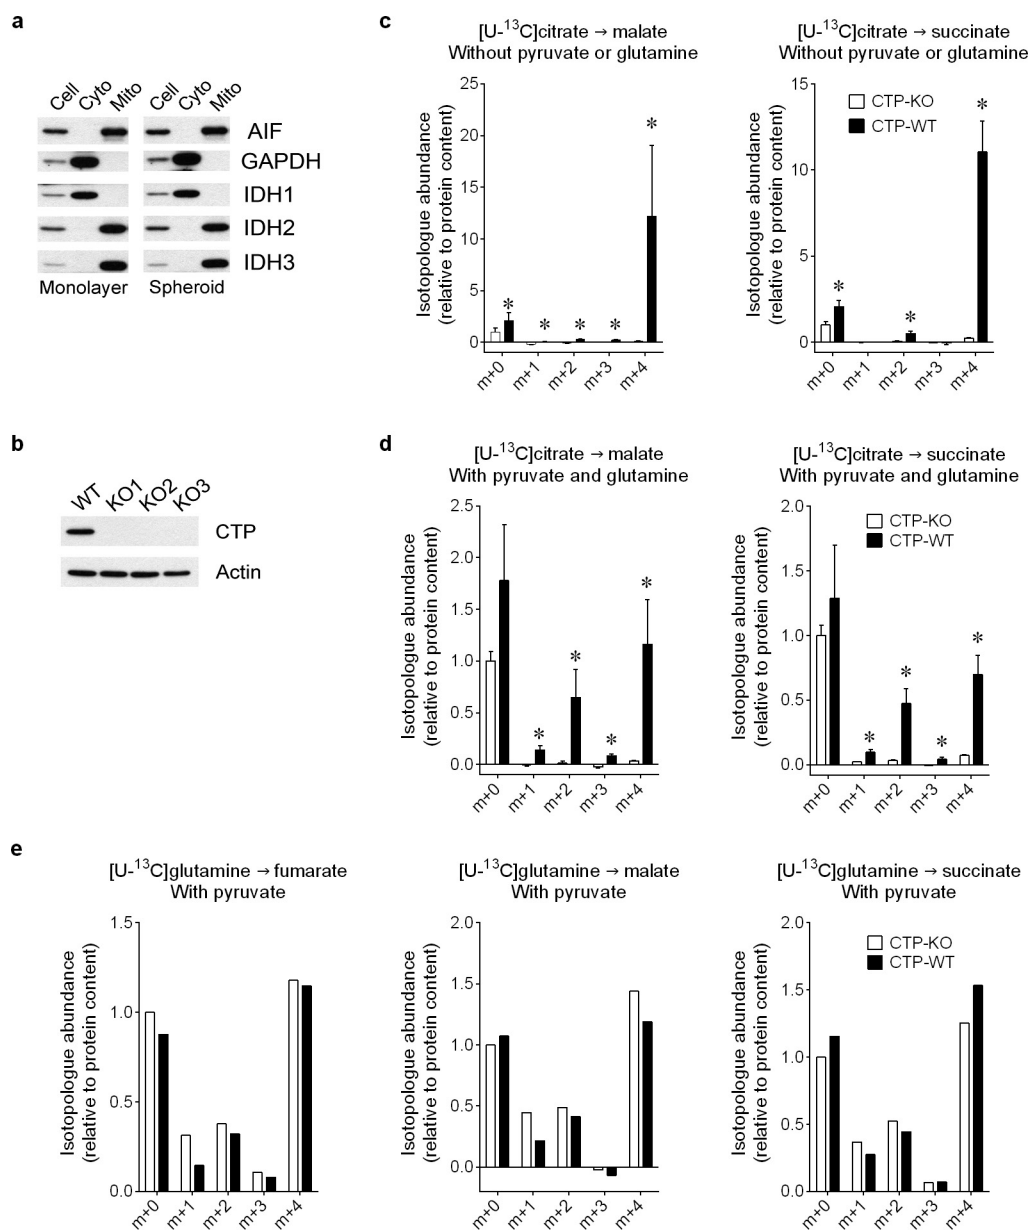 a
Cell Cyto Mito Cell Cyto Mito
AIF
GAPDH
IDH1
IDH2
IDH3
Monolayer Spheroid
b
WT KO1 KO2 KO3
CTP
Actin
c
[U-¹³C]citrate → malate
Without pyruvate or glutamine
Isotopologue abundance
(relative to protein content)
25
20
15
10
5
0
* * * * *
m+0 m+1 m+2 m+3 m+4
[U-¹³C]citrate → succinate
Without pyruvate or glutamine
Isotopologue abundance
(relative to protein content)
15
10
5
0
CTP-KO
CTP-WT
* * *
m+0 m+1 m+2 m+3 m+4
d
[U-¹³C]citrate → malate
With pyruvate and glutamine
Isotopologue abundance
(relative to protein content)
2.5
2.0
1.5
1.0
0.5
0.0
* * * *
m+0 m+1 m+2 m+3 m+4
[U-¹³C]citrate → succinate
With pyruvate and glutamine
Isotopologue abundance
(relative to protein content)
2.0
1.5
1.0
0.5
0.0
CTP-KO
CTP-WT
* * * *
m+0 m+1 m+2 m+3 m+4
e
[U-¹³C]glutamine → fumarate
With pyruvate
Isotopologue abundance
(relative to protein content)
1.5
1.0
0.5
0.0
m+0 m+1 m+2 m+3 m+4
[U-¹³C]glutamine → malate
With pyruvate
Isotopologue abundance
(relative to protein content)
2.0
1.5
1.0
0.5
0.0
m+0 m+1 m+2 m+3 m+4
[U-¹³C]glutamine → succinate
With pyruvate
Isotopologue abundance
(relative to protein content)
2.0
1.5
1.0
0.5
0.0
CTP-KO
CTP-WT
m+0 m+1 m+2 m+3 m+4